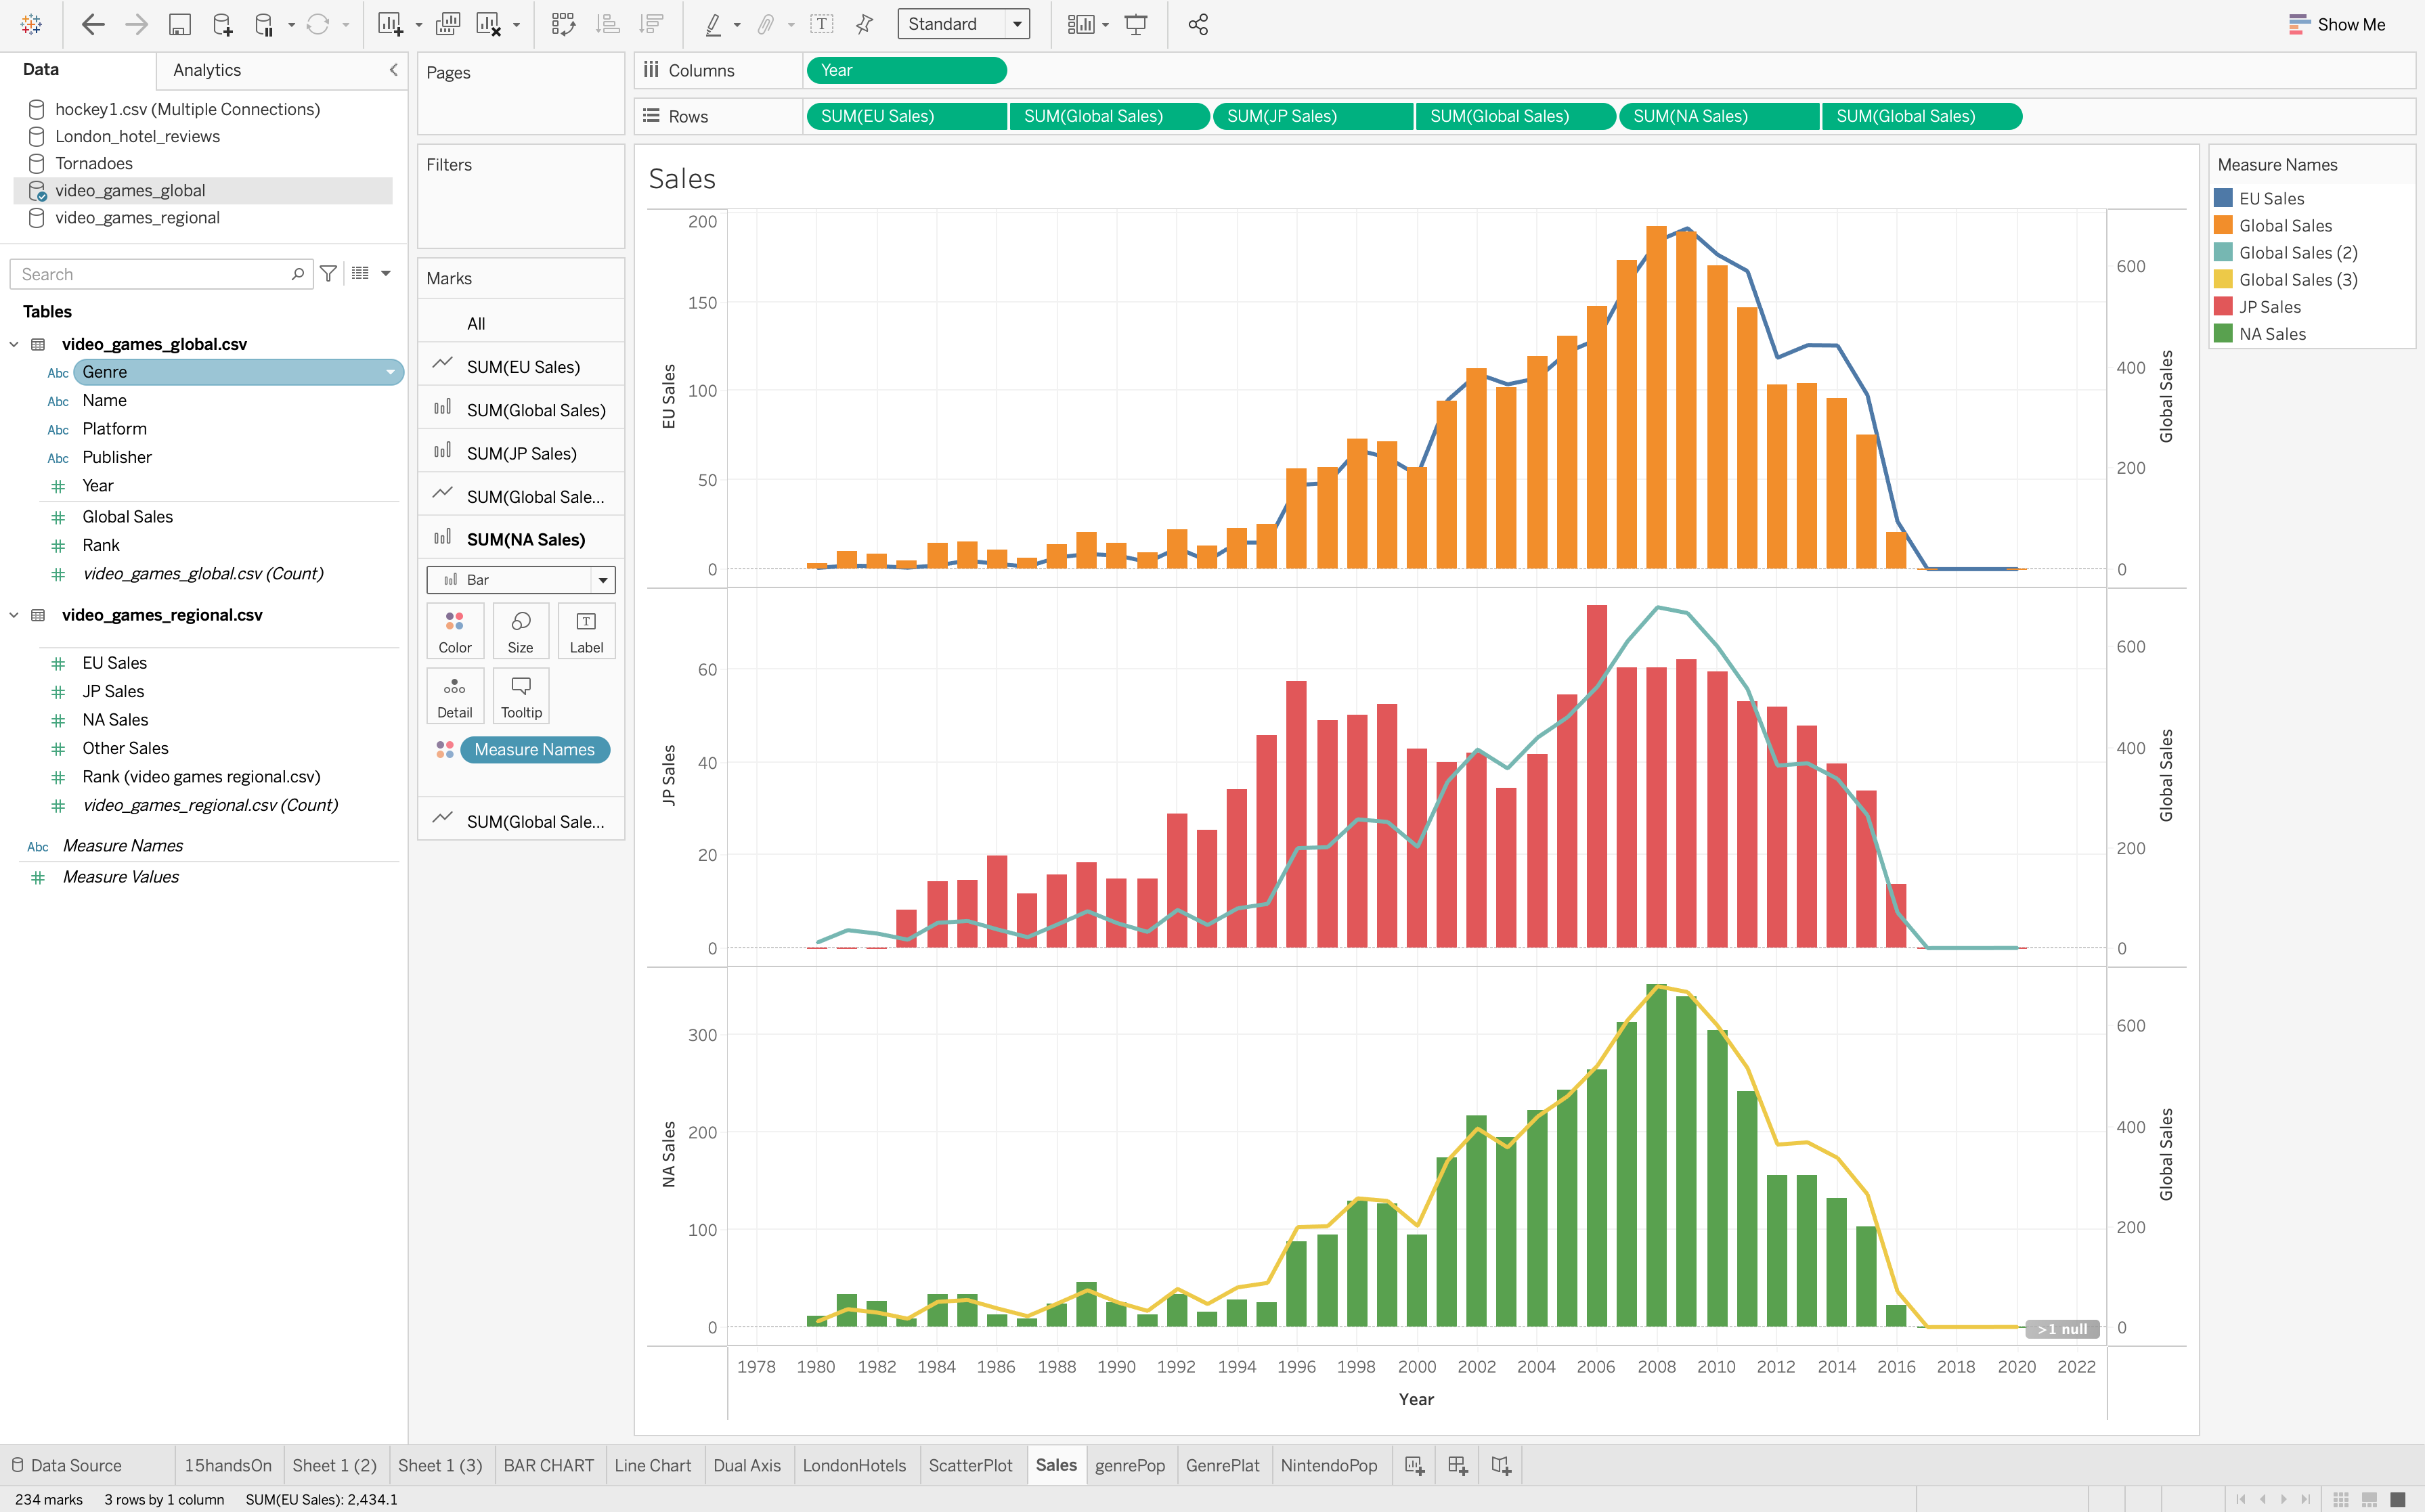 Standard
Show Me
Data
Analytics
hockey1.csv (Multiple Connections)
London_hotel_reviews
Tornadoes
video_games_global
video_games_regional
Search
Tables
video_games_global.csv
Abc Genre
Abc Name
Abc Platform
Abc Publisher
# Year
# Global Sales
# Rank
# video_games_global.csv (Count)
video_games_regional.csv
# EU Sales
# JP Sales
# NA Sales
# Other Sales
# Rank (video games regional.csv)
# video_games_regional.csv (Count)
Abc Measure Names
# Measure Values
Pages
Filters
Marks
All
SUM(EU Sales)
SUM(Global Sales)
SUM(JP Sales)
SUM(Global Sale...
SUM(NA Sales)
Bar
Color Size Label
T
Detail Tooltip
Measure Names
SUM(Global Sale...
Columns
Year
Rows
SUM(EU Sales) SUM(Global Sales) SUM(JP Sales) SUM(Global Sales) SUM(NA Sales) SUM(Global Sales)
Sales
EU Sales
200
150
100
50
0
Global Sales
600
400
200
0
JP Sales
60
40
20
0
Global Sales
600
400
200
0
NA Sales
300
200
100
0
Global Sales
600
400
200
0
>1 null
1978 1980 1982 1984 1986 1988 1990 1992 1994 1996 1998 2000 2002 2004 2006 2008 2010 2012 2014 2016 2018 2020 2022
Year
Measure Names
EU Sales
Global Sales
Global Sales (2)
Global Sales (3)
JP Sales
NA Sales
Data Source 15handsOn Sheet 1 (2) Sheet 1 (3) BAR CHART Line Chart Dual Axis LondonHotels ScatterPlot Sales genrePop GenrePlat NintendoPop
234 marks 3 rows by 1 column SUM(EU Sales): 2,434.1